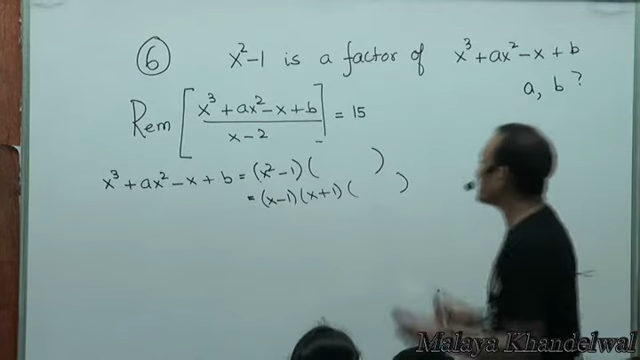 ⑥ x²-1 is a factor of x³+ax²-x+b
a, b ?
Rem [ (x³+ax²-x+b)/(x-2) ] = 15
x³+ax²-x+b = (x²-1)( )
= (x-1)(x+1)( )
Malaya Khandelwal